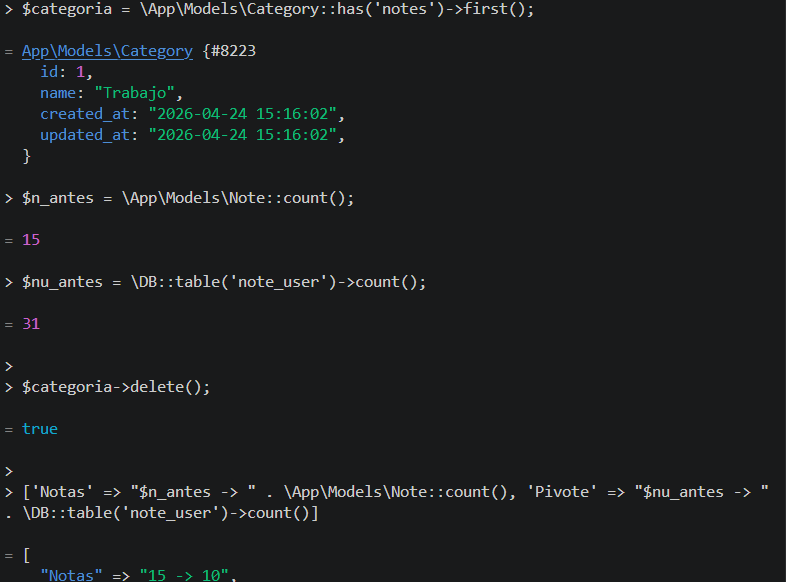 > $categoria = \App\Models\Category::has('notes')->first();
= App\Models\Category {#8223
id: 1,
name: "Trabajo",
created_at: "2026-04-24 15:16:02",
updated_at: "2026-04-24 15:16:02",
}
> $n_antes = \App\Models\Note::count();
= 15
> $nu_antes = \DB::table('note_user')->count();
= 31
>
> $categoria->delete();
= true
>
> ['Notas' => "$n_antes -> " . \App\Models\Note::count(), 'Pivote' => "$nu_antes -> "
. \DB::table('note_user')->count()]
= [
"Notas" => "15 -> 10",